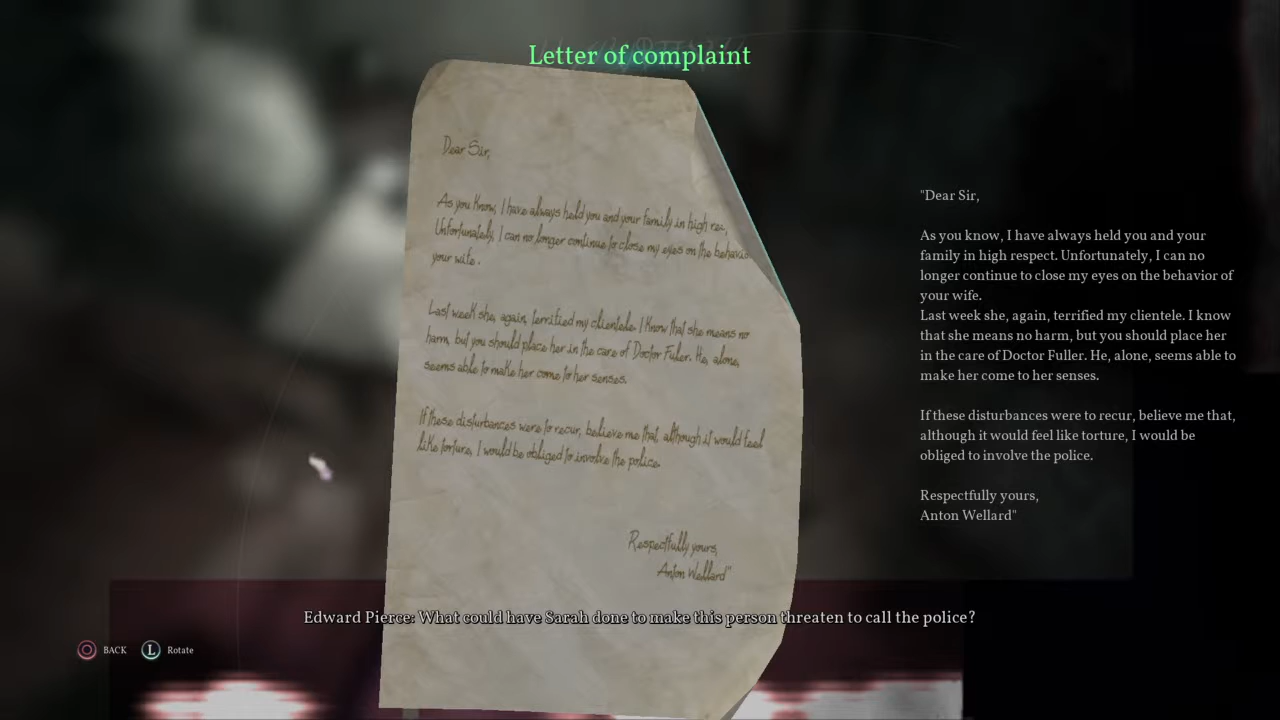 Letter of complaint
Dear Sir,
As you know, I have always held you and your family in high
Unfortunately, I can no longer continue to close my eyes on the
your wife.
Last week she, again, terrified my clientele. I know that she means no
harm, but you should place her in the care of Doctor Fuller. He, alone,
seems able to make her come to her senses.
If these disturbances were to recur, believe me that, although it would feel
like torture, I would be obliged to involve the police.
Respectfully yours,
Anton Wellard"
"Dear Sir,
As you know, I have always held you and your
family in high respect. Unfortunately, I can no
longer continue to close my eyes on the behavior of
your wife.
Last week she, again, terrified my clientele. I know
that she means no harm, but you should place her
in the care of Doctor Fuller. He, alone, seems able to
make her come to her senses.
If these disturbances were to recur, believe me that,
although it would feel like torture, I would be
obliged to involve the police.
Respectfully yours,
Anton Wellard"
Edward Pierce: What could have Sarah done to make this person threaten to call the police?
BACK L Rotate